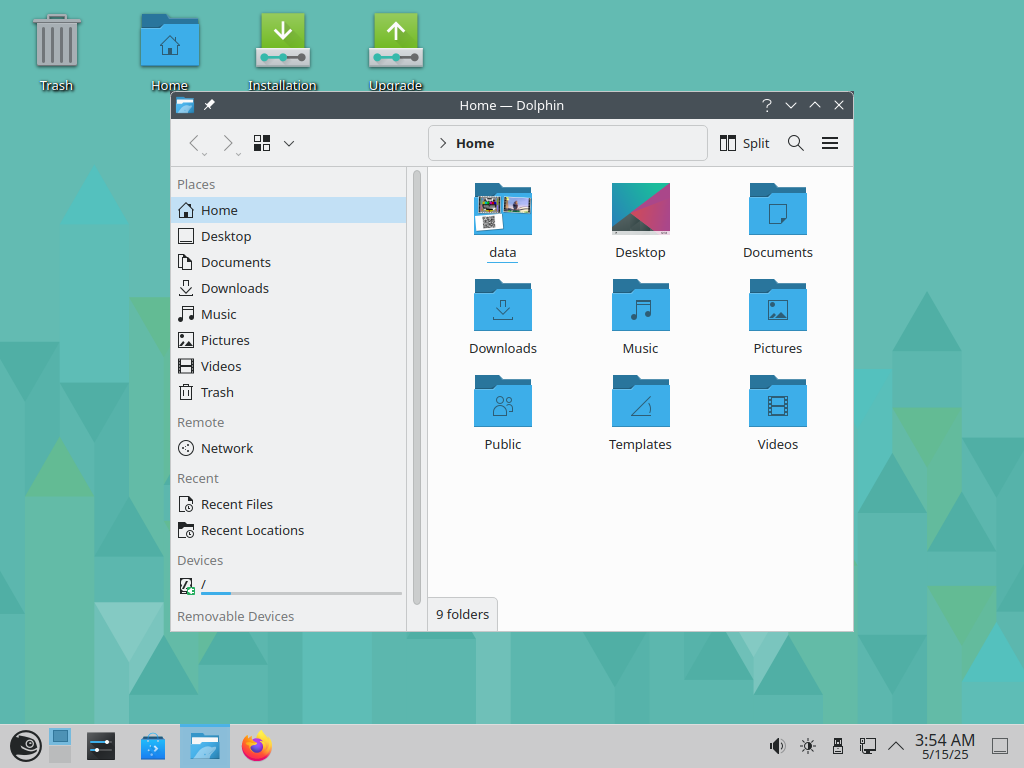 Trash
Home
Installation
Upgrade
Home — Dolphin
Home
Split
Places
Home
Desktop
Documents
Downloads
Music
Pictures
Videos
Trash
Remote
Network
Recent
Recent Files
Recent Locations
Devices
/
Removable Devices
data
Desktop
Documents
Downloads
Music
Pictures
Public
Templates
Videos
9 folders
3:54 AM
5/15/25